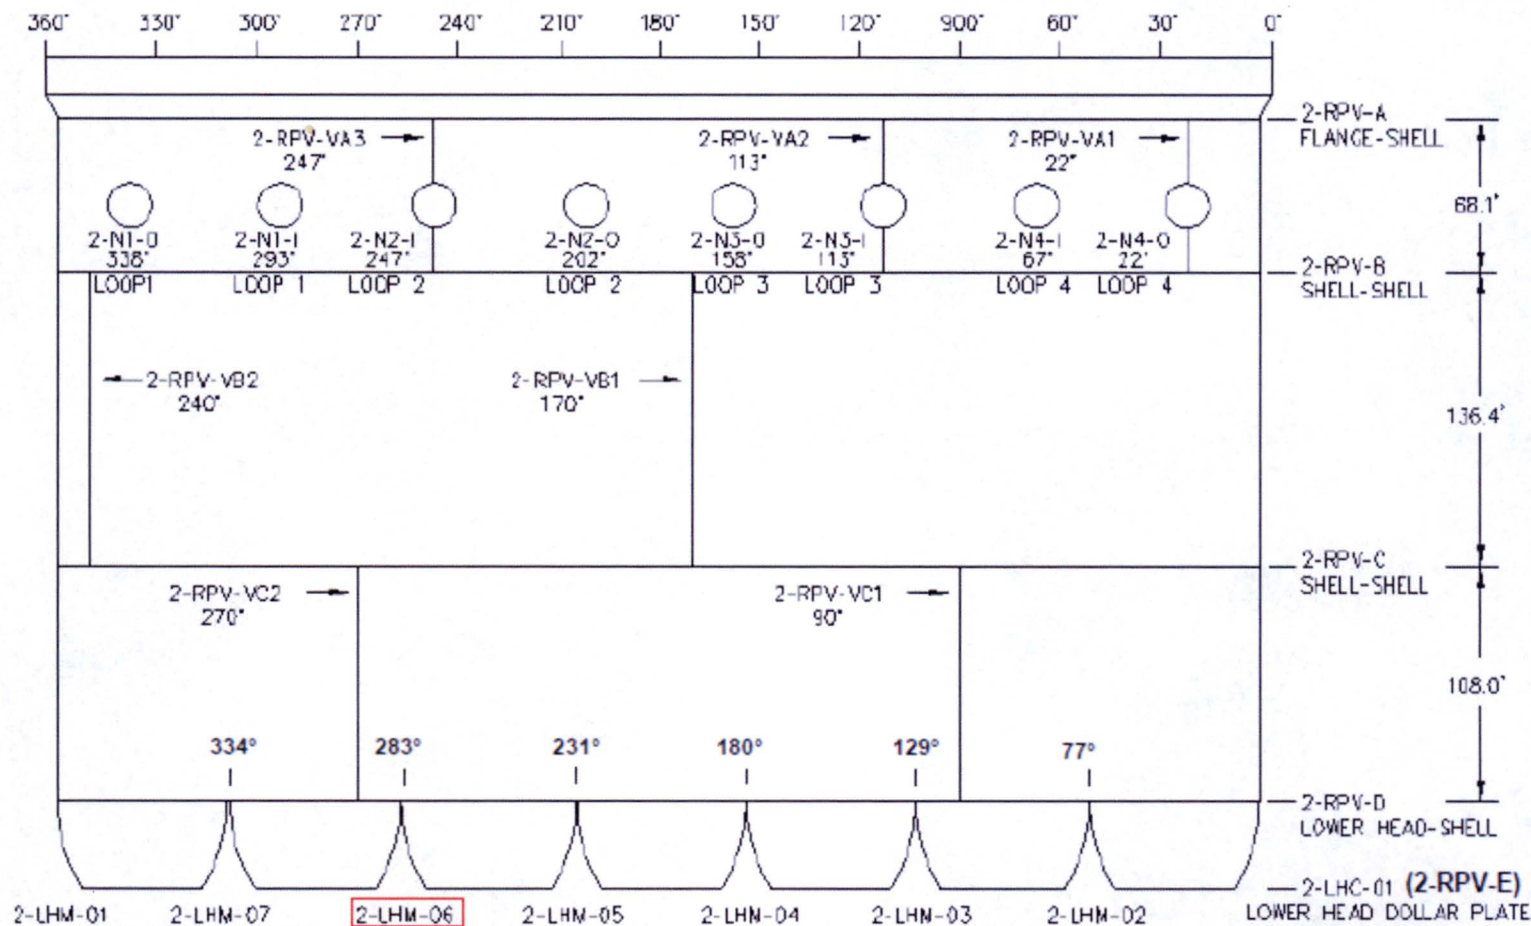 360° 300° 240° 180° 120° 60° 0°
330° 270° 210° 150° 900° 30°
2-RPV-A
FLANGE-SHELL
2-RPV-VA3
247°
2-RPV-VA2
113°
2-RPV-VA1
22°
68.1"
2-N1-O 2-N1-I 2-N2-I 2-N2-O 2-N3-O 2-N3-I 2-N4-I 2-N4-O
338° 293° 247° 202° 158° 113° 67° 22°
LOOP1 LOOP 1 LOOP 2 LOOP 2 LOOP 3 LOOP 3 LOOP 4 LOOP 4
2-RPV-B
SHELL-SHELL
2-RPV-VB2
240°
2-RPV-VB1
170°
136.4"
2-RPV-C
SHELL-SHELL
2-RPV-VC2
270°
2-RPV-VC1
90°
108.0"
334° 283° 231° 180° 129° 77°
2-RPV-D
LOWER HEAD-SHELL
2-LHC-01 (2-RPV-E)
LOWER HEAD DOLLAR PLATE
2-LHM-01 2-LHM-07 2-LHM-06 2-LHM-05 2-LHM-04 2-LHM-03 2-LHM-02